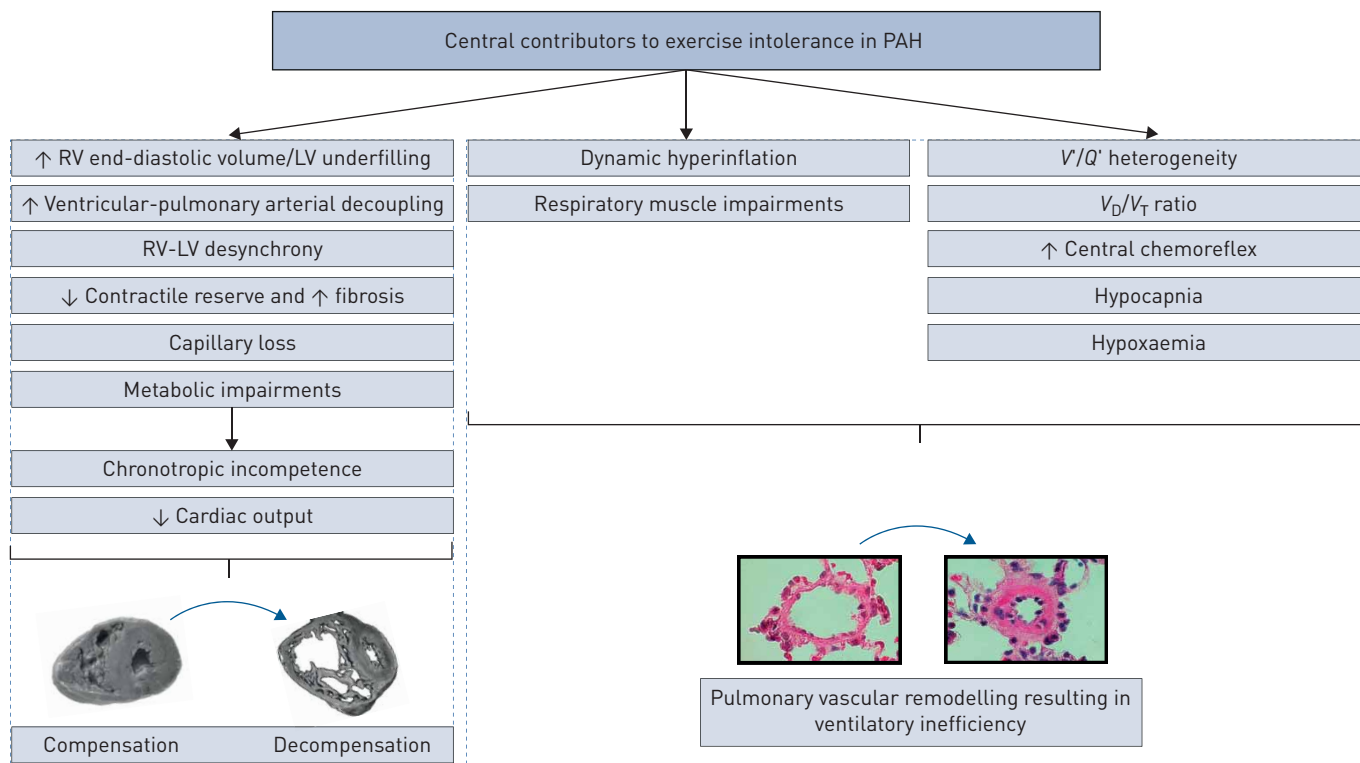 Central contributors to exercise intolerance in PAH
↑ RV end-diastolic volume/LV underfilling
↑ Ventricular-pulmonary arterial decoupling
RV-LV desynchrony
↓ Contractile reserve and ↑ fibrosis
Capillary loss
Metabolic impairments
Chronotropic incompetence
↓ Cardiac output
Compensation
Decompensation
Dynamic hyperinflation
Respiratory muscle impairments
V'/Q' heterogeneity
VD/VT ratio
↑ Central chemoreflex
Hypocapnia
Hypoxaemia
Pulmonary vascular remodelling resulting in
ventilatory inefficiency